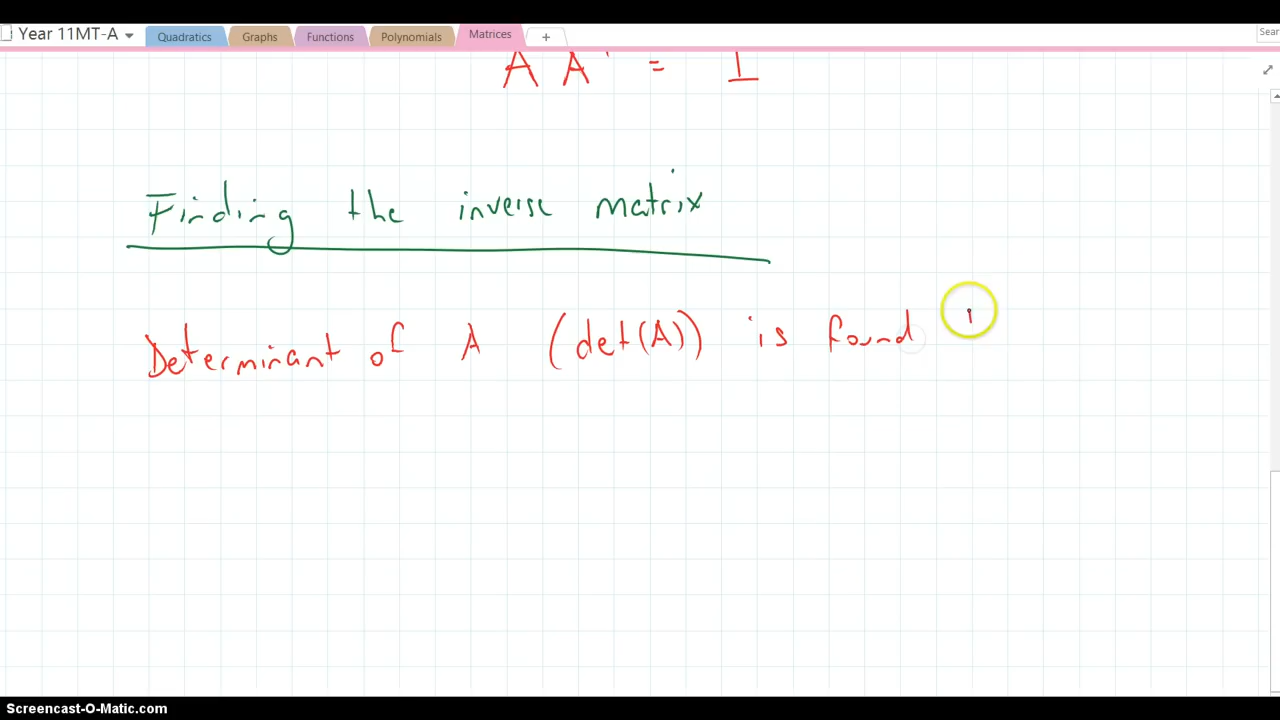 Year 11MT-A
Quadratics Graphs Functions Polynomials Matrices +
Sear
A A = I
Finding the inverse matrix
Determinant of A (det(A)) is found
Screencast-O-Matic.com